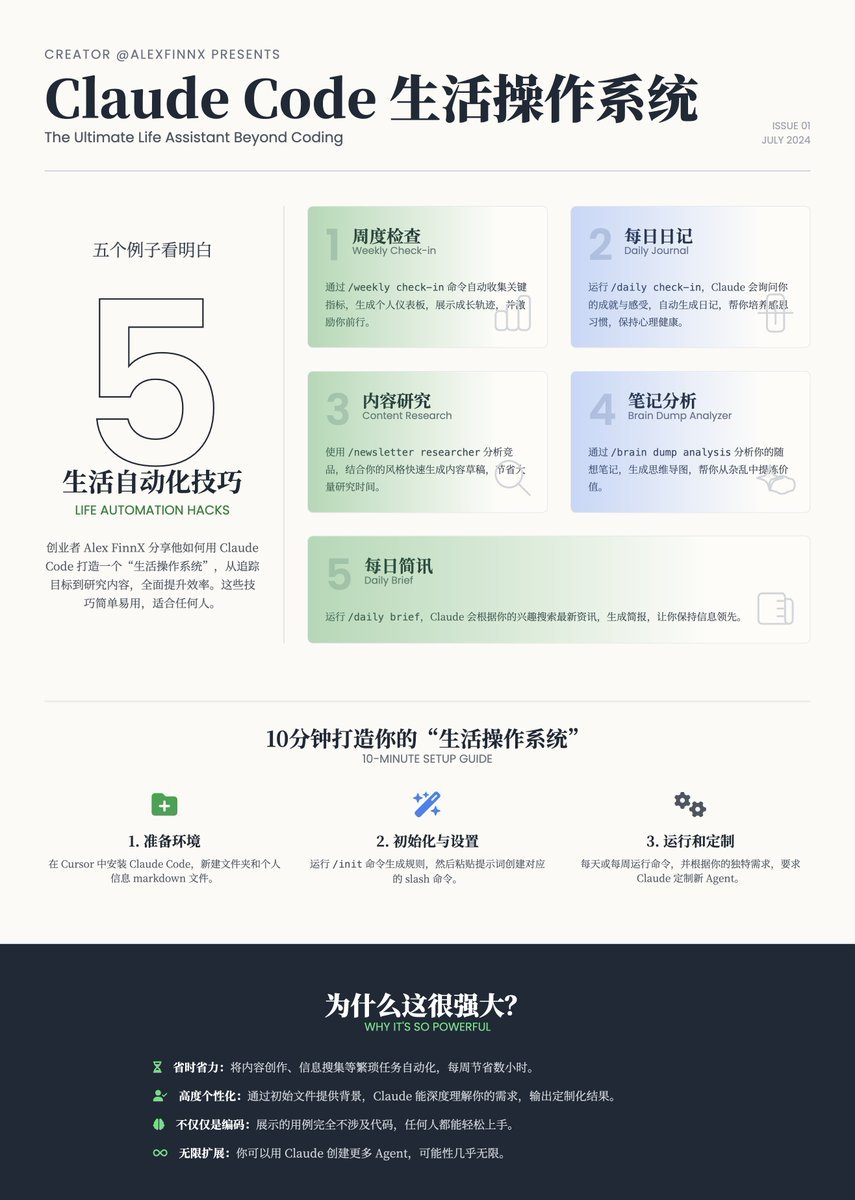 CREATOR @ALEXFINNX PRESENTS
Claude Code 生活操作系统
The Ultimate Life Assistant Beyond Coding
ISSUE 01
JULY 2024
五个例子看明白
5
生活自动化技巧
LIFE AUTOMATION HACKS
创业者 Alex FinnX 分享他如何用 Claude
Code 打造一个“生活操作系统”，从追踪
目标到研究内容，全面提升效率。这些技
巧简单易用，适合任何人。
1 周度检查
Weekly Check-in
通过 /weekly check-in 命令自动收集关键
指标，生成个人仪表板，展示成长轨迹，并激
励你前行。
2 每日日记
Daily Journal
运行 /daily check-in，Claude 会询问你
的成就与感受，自动生成日记，帮你培养感恩
习惯，保持心理健康。
3 内容研究
Content Research
使用 /newsletter researcher 分析竞
品，结合你的风格快速生成内容草稿，节省大
量研究时间。
4 笔记分析
Brain Dump Analyzer
通过 /brain dump analysis 分析你的随
想笔记，生成思维导图，帮你从杂乱中提炼价
值。
5 每日简讯
Daily Brief
运行 /daily brief，Claude 会根据你的兴趣搜索最新资讯，生成简报，让你保持信息领先。
10分钟打造你的“生活操作系统”
10-MINUTE SETUP GUIDE
1. 准备环境
在 Cursor 中安装 Claude Code，新建文件夹和个人
信息 markdown 文件。
2. 初始化与设置
运行 /init 命令生成规则，然后粘贴提示词创建对应
的 slash 命令。
3. 运行和定制
每天或每周运行命令，并根据你的独特需求，要求
Claude 定制新 Agent。
为什么这很强大？
WHY IT'S SO POWERFUL
省时省力：将内容创作、信息搜集等繁琐任务自动化，每周节省数小时。
高度个性化：通过初始文件提供背景，Claude 能深度理解你的需求，输出定制化结果。
不仅仅是编码：展示的用例完全不涉及代码，任何人都能轻松上手。
无限扩展：你可以用 Claude 创建更多 Agent，可能性几乎无限。